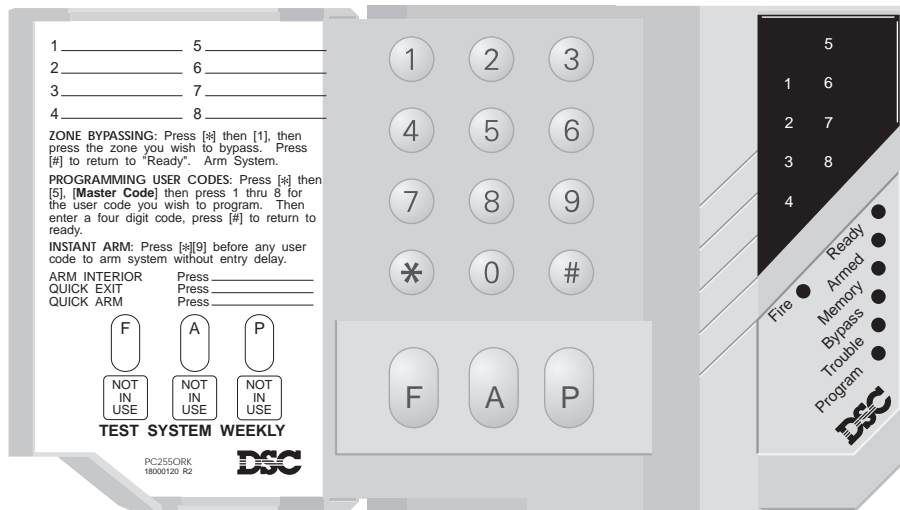 1 5
2 6
3 7
4 8
ZONE BYPASSING: Press [✻] then [1], then
press the zone you wish to bypass. Press
[#] to return to "Ready". Arm System.
PROGRAMMING USER CODES: Press [✻] then
[5], [Master Code] then press 1 thru 8 for
the user code you wish to program. Then
enter a four digit code, press [#] to return to
ready.
INSTANT ARM: Press [✻][9] before any user
code to arm system without entry delay.
ARM INTERIOR Press
QUICK EXIT Press
QUICK ARM Press
F A P
NOT IN USE
NOT IN USE
NOT IN USE
TEST SYSTEM WEEKLY
PC255ORK
18000120 R2
DSC
1 2 3
4 5 6
7 8 9
✻ 0 #
F A P
5
1 6
2 7
3 8
4
Ready
Armed
Memory
Bypass
Trouble
Program
Fire
DSC